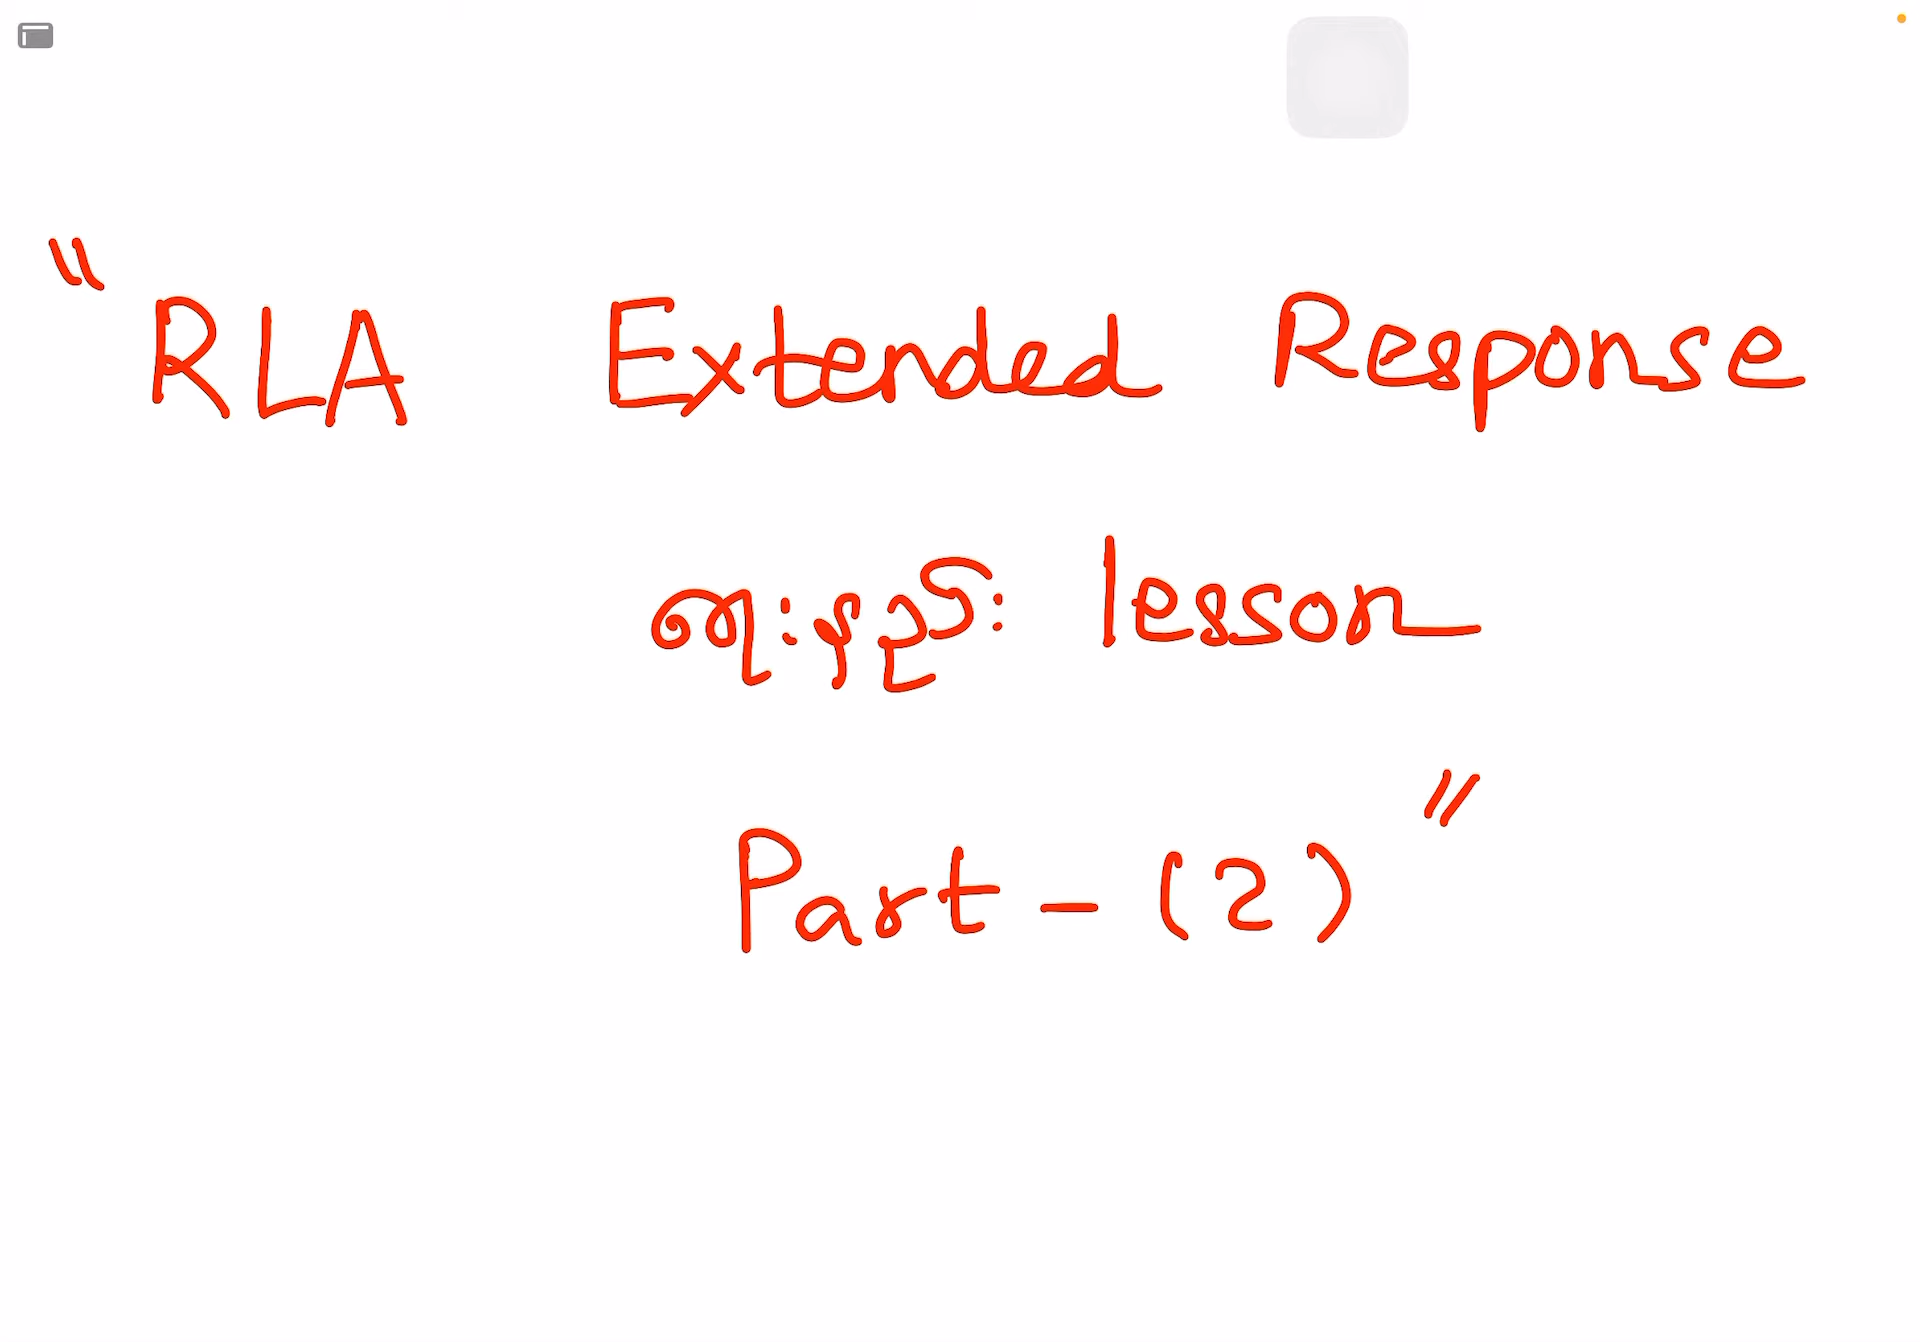 "RLA Extended Response
ရေးနည်း lesson
Part - (2)"